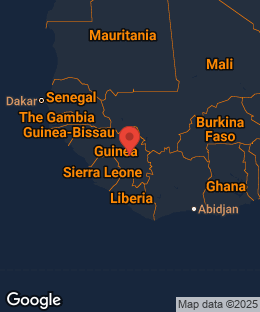 Mauritania
Mali
Dakar
Senegal
The Gambia
Burkina
Faso
Guinea-Bissau
Guinea
Sierra Leone
Ghana
Liberia
Abidjan
Google
Map data ©2025